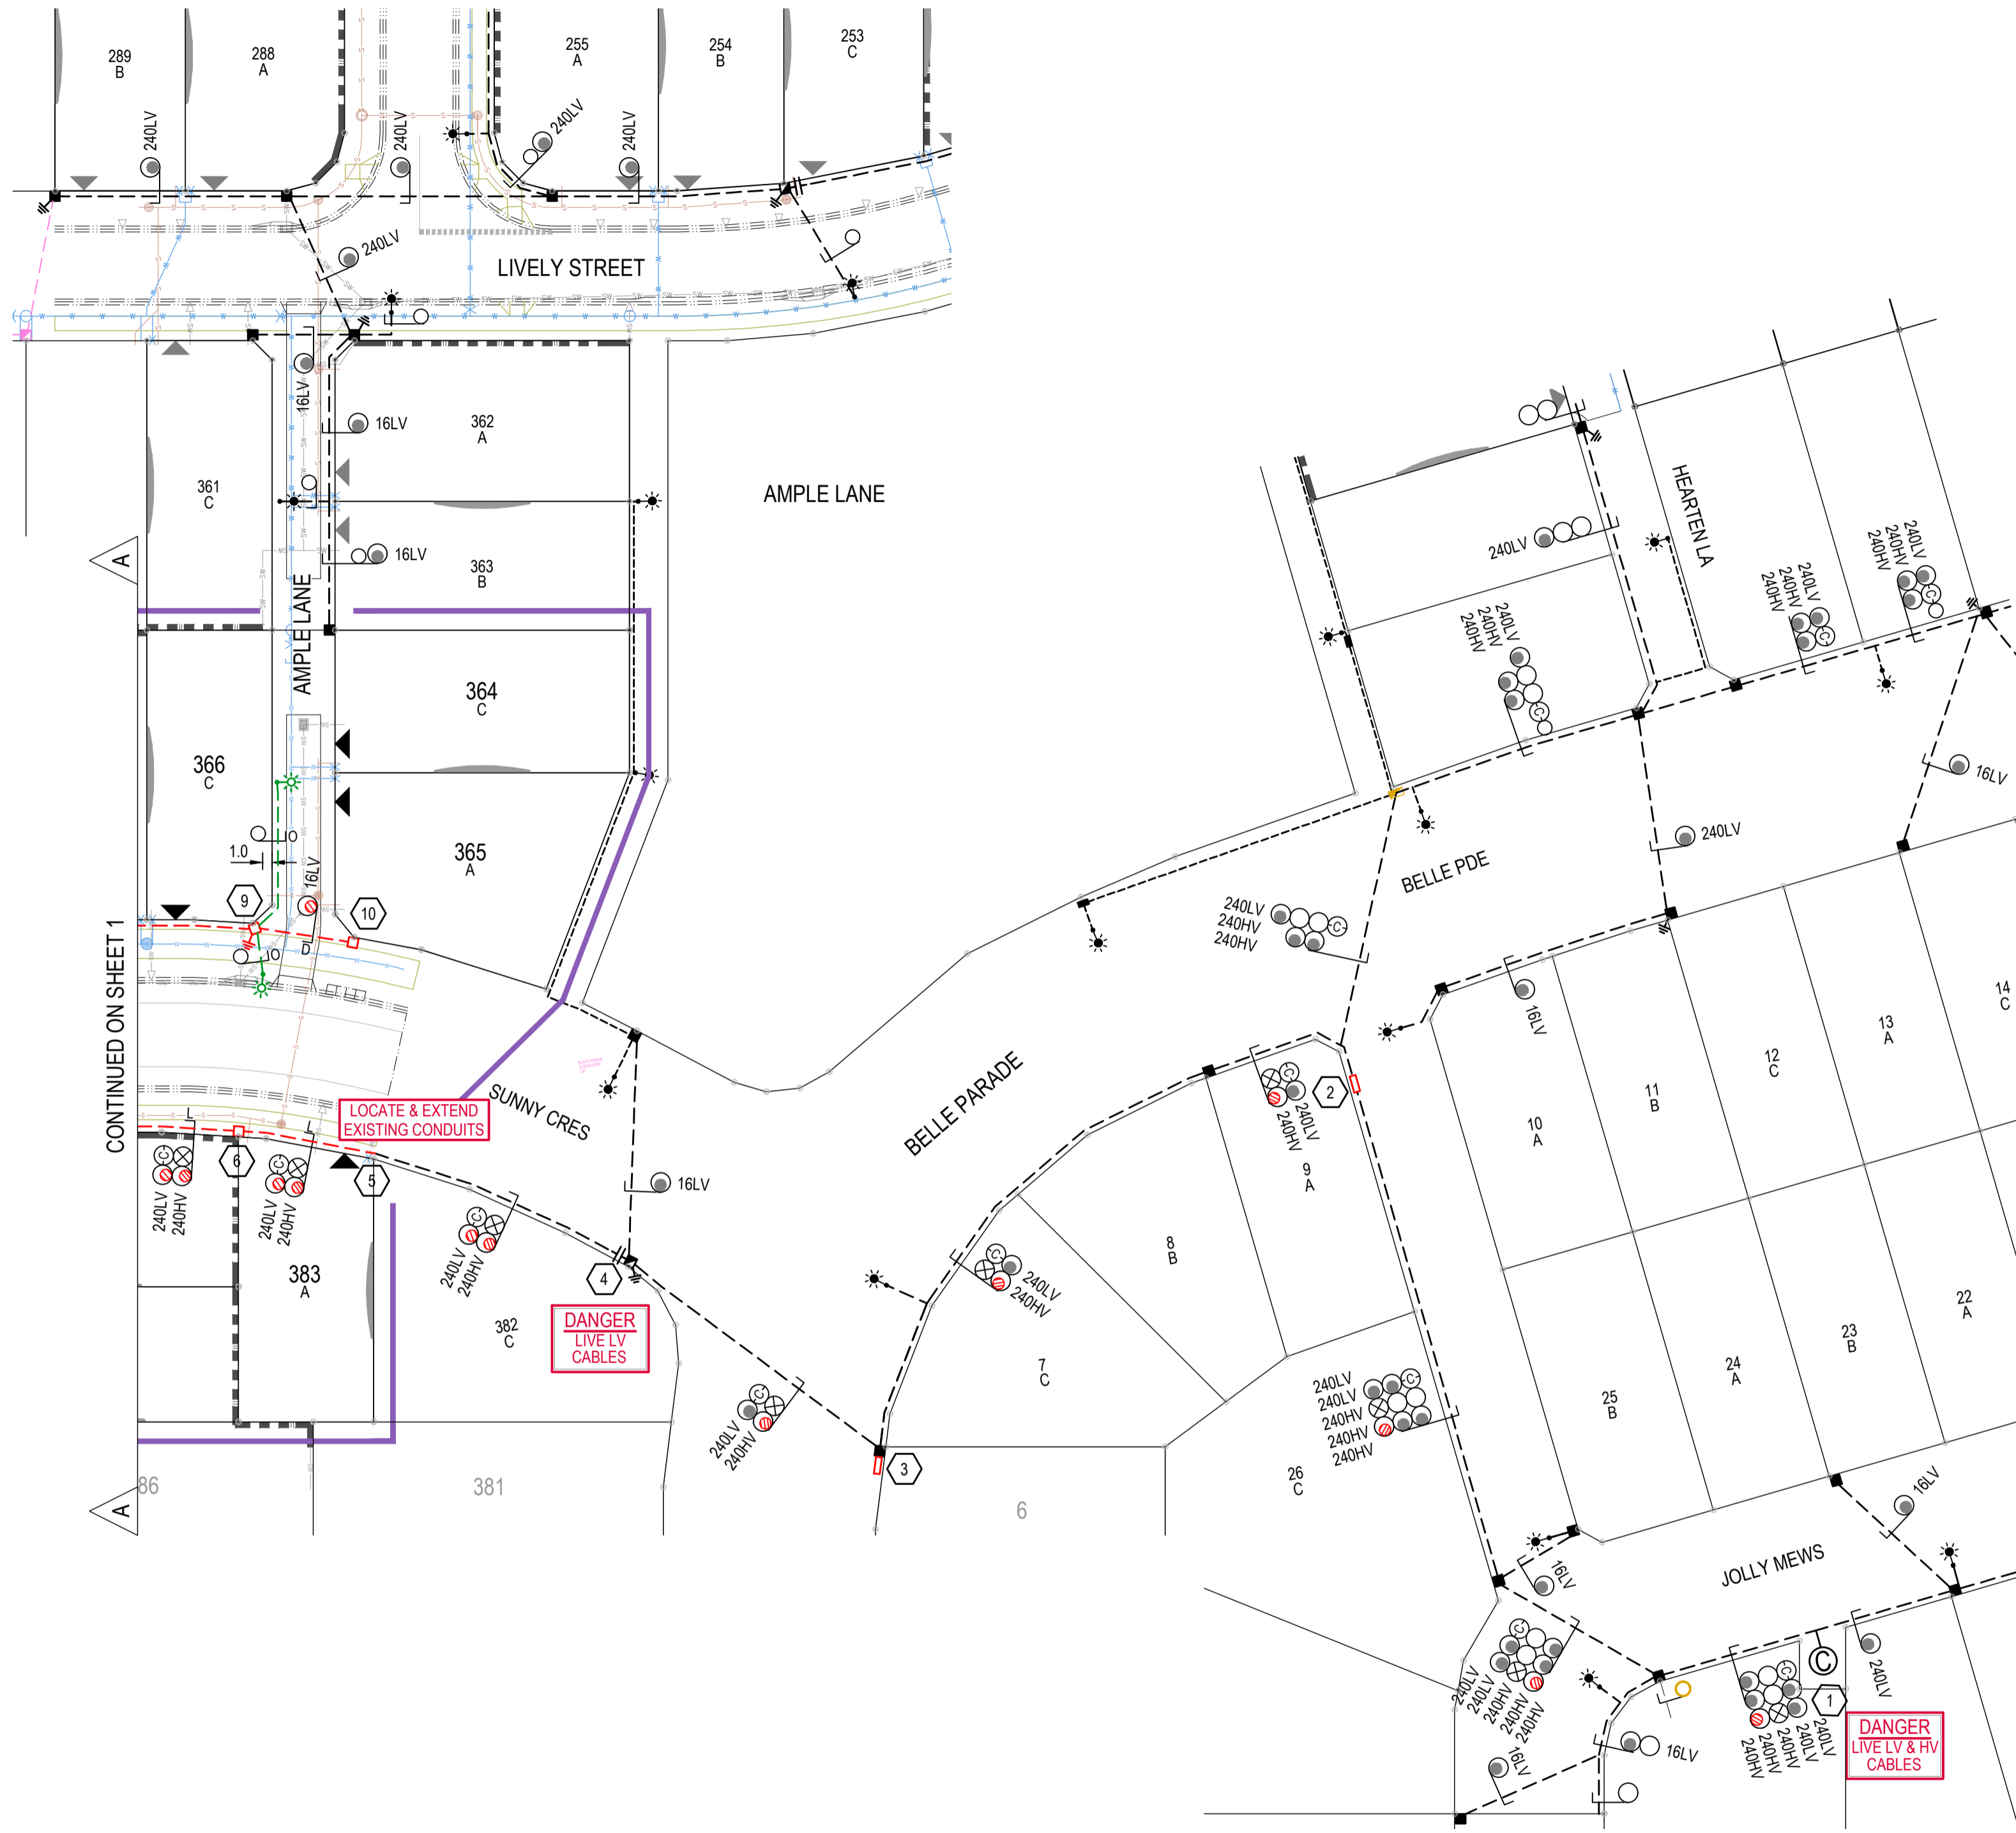 289
B
288
A
255
A
254
B
253
C
240LV
240LV
240LV
240LV
240LV
LIVELY STREET
16LV
16LV
362
A
361
C
AMPLE LANE
16LV
363
B
A
AMPLE LANE
364
C
366
C
365
A
1.0
O
16LV
9
10
O
D
CONTINUED ON SHEET 1
L
L
LOCATE & EXTEND
EXISTING CONDUITS
SUNNY CRES
6
5
240LV
240HV
240LV
240HV
383
A
240LV
240HV
16LV
4
DANGER
LIVE LV
CABLES
382
C
240LV
240HV
A
86
381
3
6
BELLE PARADE
240LV
240HV
7
C
8
B
9
A
2
240LV
240HV
240LV
240HV
240HV
BELLE PDE
240LV
HEARTEN LA
240LV
240HV
240HV
240LV
240HV
240HV
240LV
240HV
240HV
16LV
240LV
16LV
10
A
11
B
12
C
13
A
14
C
22
A
23
B
24
A
25
B
26
C
240LV
240LV
240HV
240HV
240HV
16LV
16LV
JOLLY MEWS
240LV
240LV
240HV
240HV
240HV
16LV
16LV
C
240LV
1
240LV
240LV
240HV
240HV
240HV
DANGER
LIVE LV & HV
CABLES